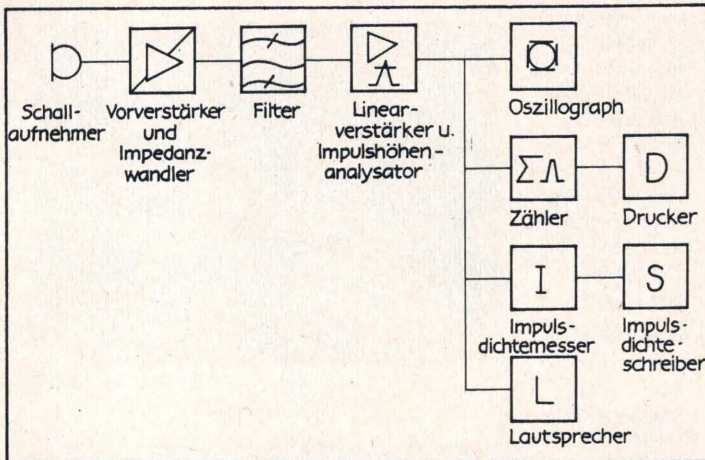 Schall-
aufnehmer
Vorverstärker
und
Impedanz-
wandler
Filter
Linear-
verstärker u.
Impulshöhen-
analysator
Oszillograph
Σ
Zähler
D
Drucker
I
Impuls-
dichtemesser
S
Impuls-
dichte-
schreiber
L
Lautsprecher